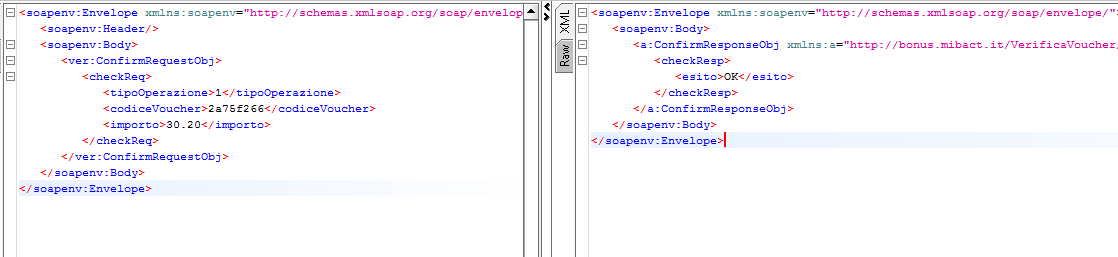 <soapenv:Envelope xmlns:soapenv="http://schemas.xmlsoap.org/soap/envelop
<soapenv:Header/>
<soapenv:Body>
<ver:ConfirmRequestObj>
<checkReq>
<tipoOperazione>1</tipoOperazione>
<codiceVoucher>2a75f266</codiceVoucher>
<importo>30.20</importo>
</checkReq>
</ver:ConfirmRequestObj>
</soapenv:Body>
</soapenv:Envelope>
XML
Raw
<soapenv:Envelope xmlns:soapenv="http://schemas.xmlsoap.org/soap/envelope/"
<soapenv:Body>
<a:ConfirmResponseObj xmlns:a="http://bonus.mibact.it/VerificaVoucher/
<checkResp>
<esito>OK</esito>
</checkResp>
</a:ConfirmResponseObj>
</soapenv:Body>
</soapenv:Envelope>